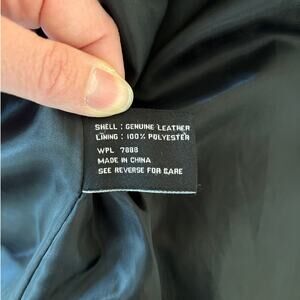 SHELL : GENUINE LEATHER
LINING : 100% POLYESTER
WPL 7888
MADE IN CHINA
SEE REVERSE FOR CARE